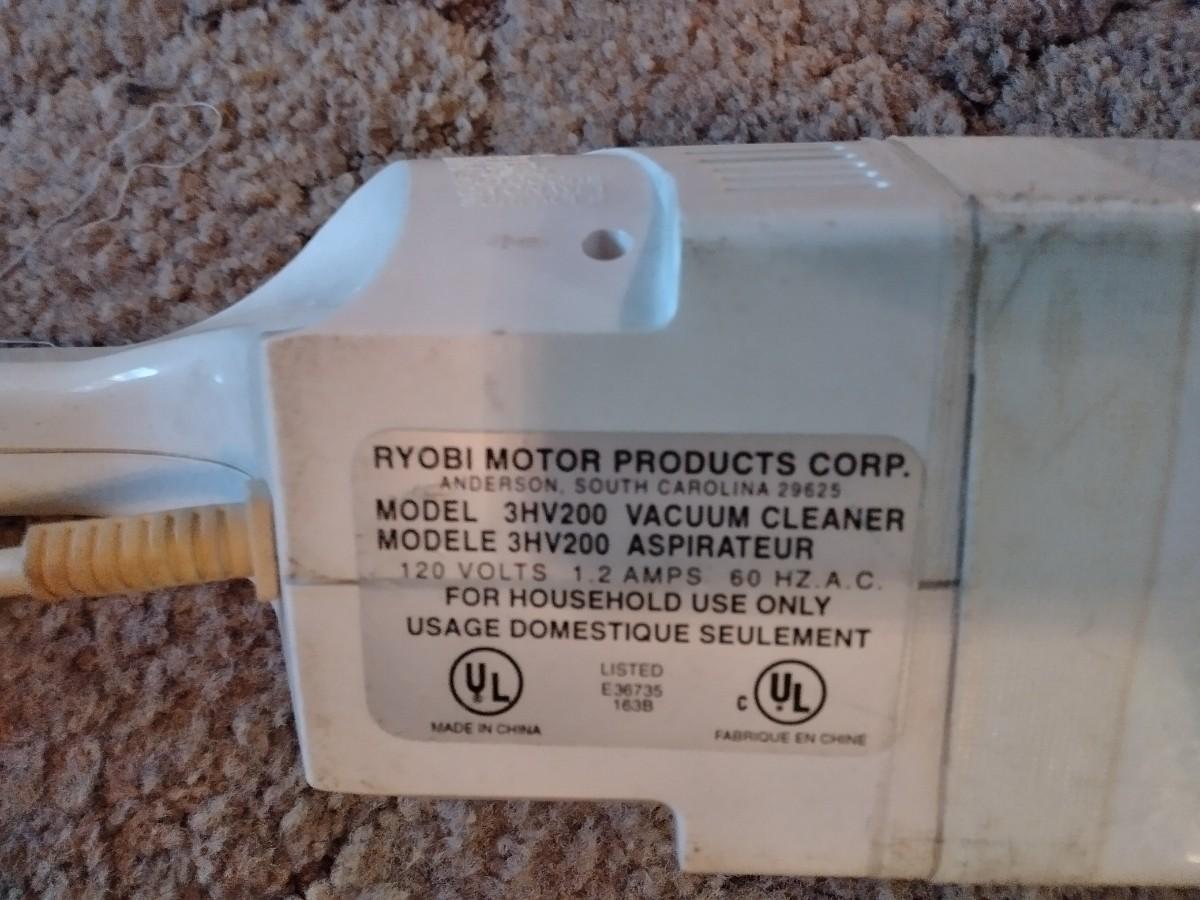 RYOBI MOTOR PRODUCTS CORP.
ANDERSON, SOUTH CAROLINA 29625
MODEL 3HV200 VACUUM CLEANER
MODELE 3HV200 ASPIRATEUR
120 VOLTS 1.2 AMPS 60 HZ.A.C.
FOR HOUSEHOLD USE ONLY
USAGE DOMESTIQUE SEULEMENT
UL
LISTED
E36735
163B
C UL
MADE IN CHINA
FABRIQUE EN CHINE